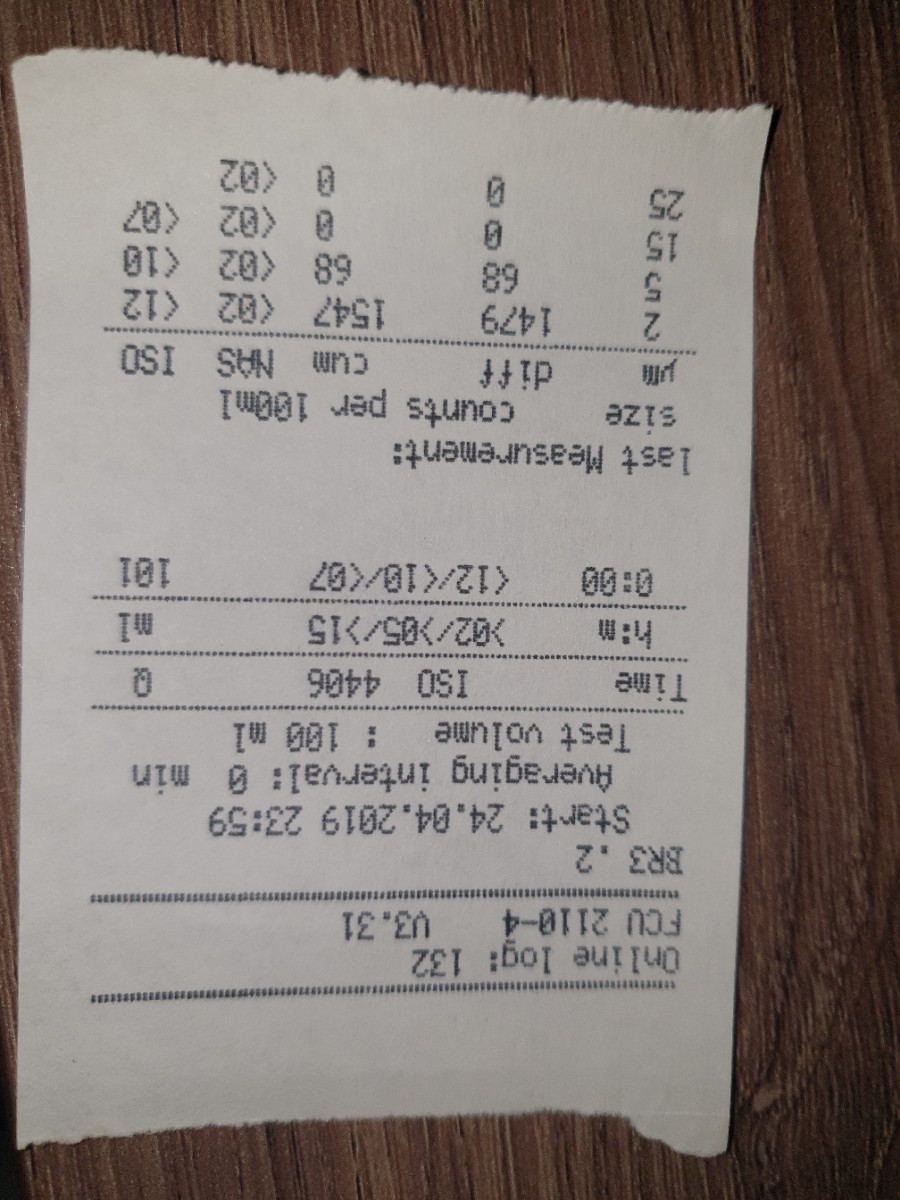 Online log: 132
FCU 2110-4 V3.31
BR3 .2
Start: 24.04.2019 23:59
Averaging interval: 0 min
Test volume : 100 ml
Time ISO 4406 Q
h:m >02/>05/>15 ml
0:00 <12/<10/<07 101
last Measurement:
size counts per 100ml
µm diff cum NAS ISO
2 1479 1547 <02 <12
5 68 68 <02 <10
15 0 0 <02 <07
25 0 0 <02